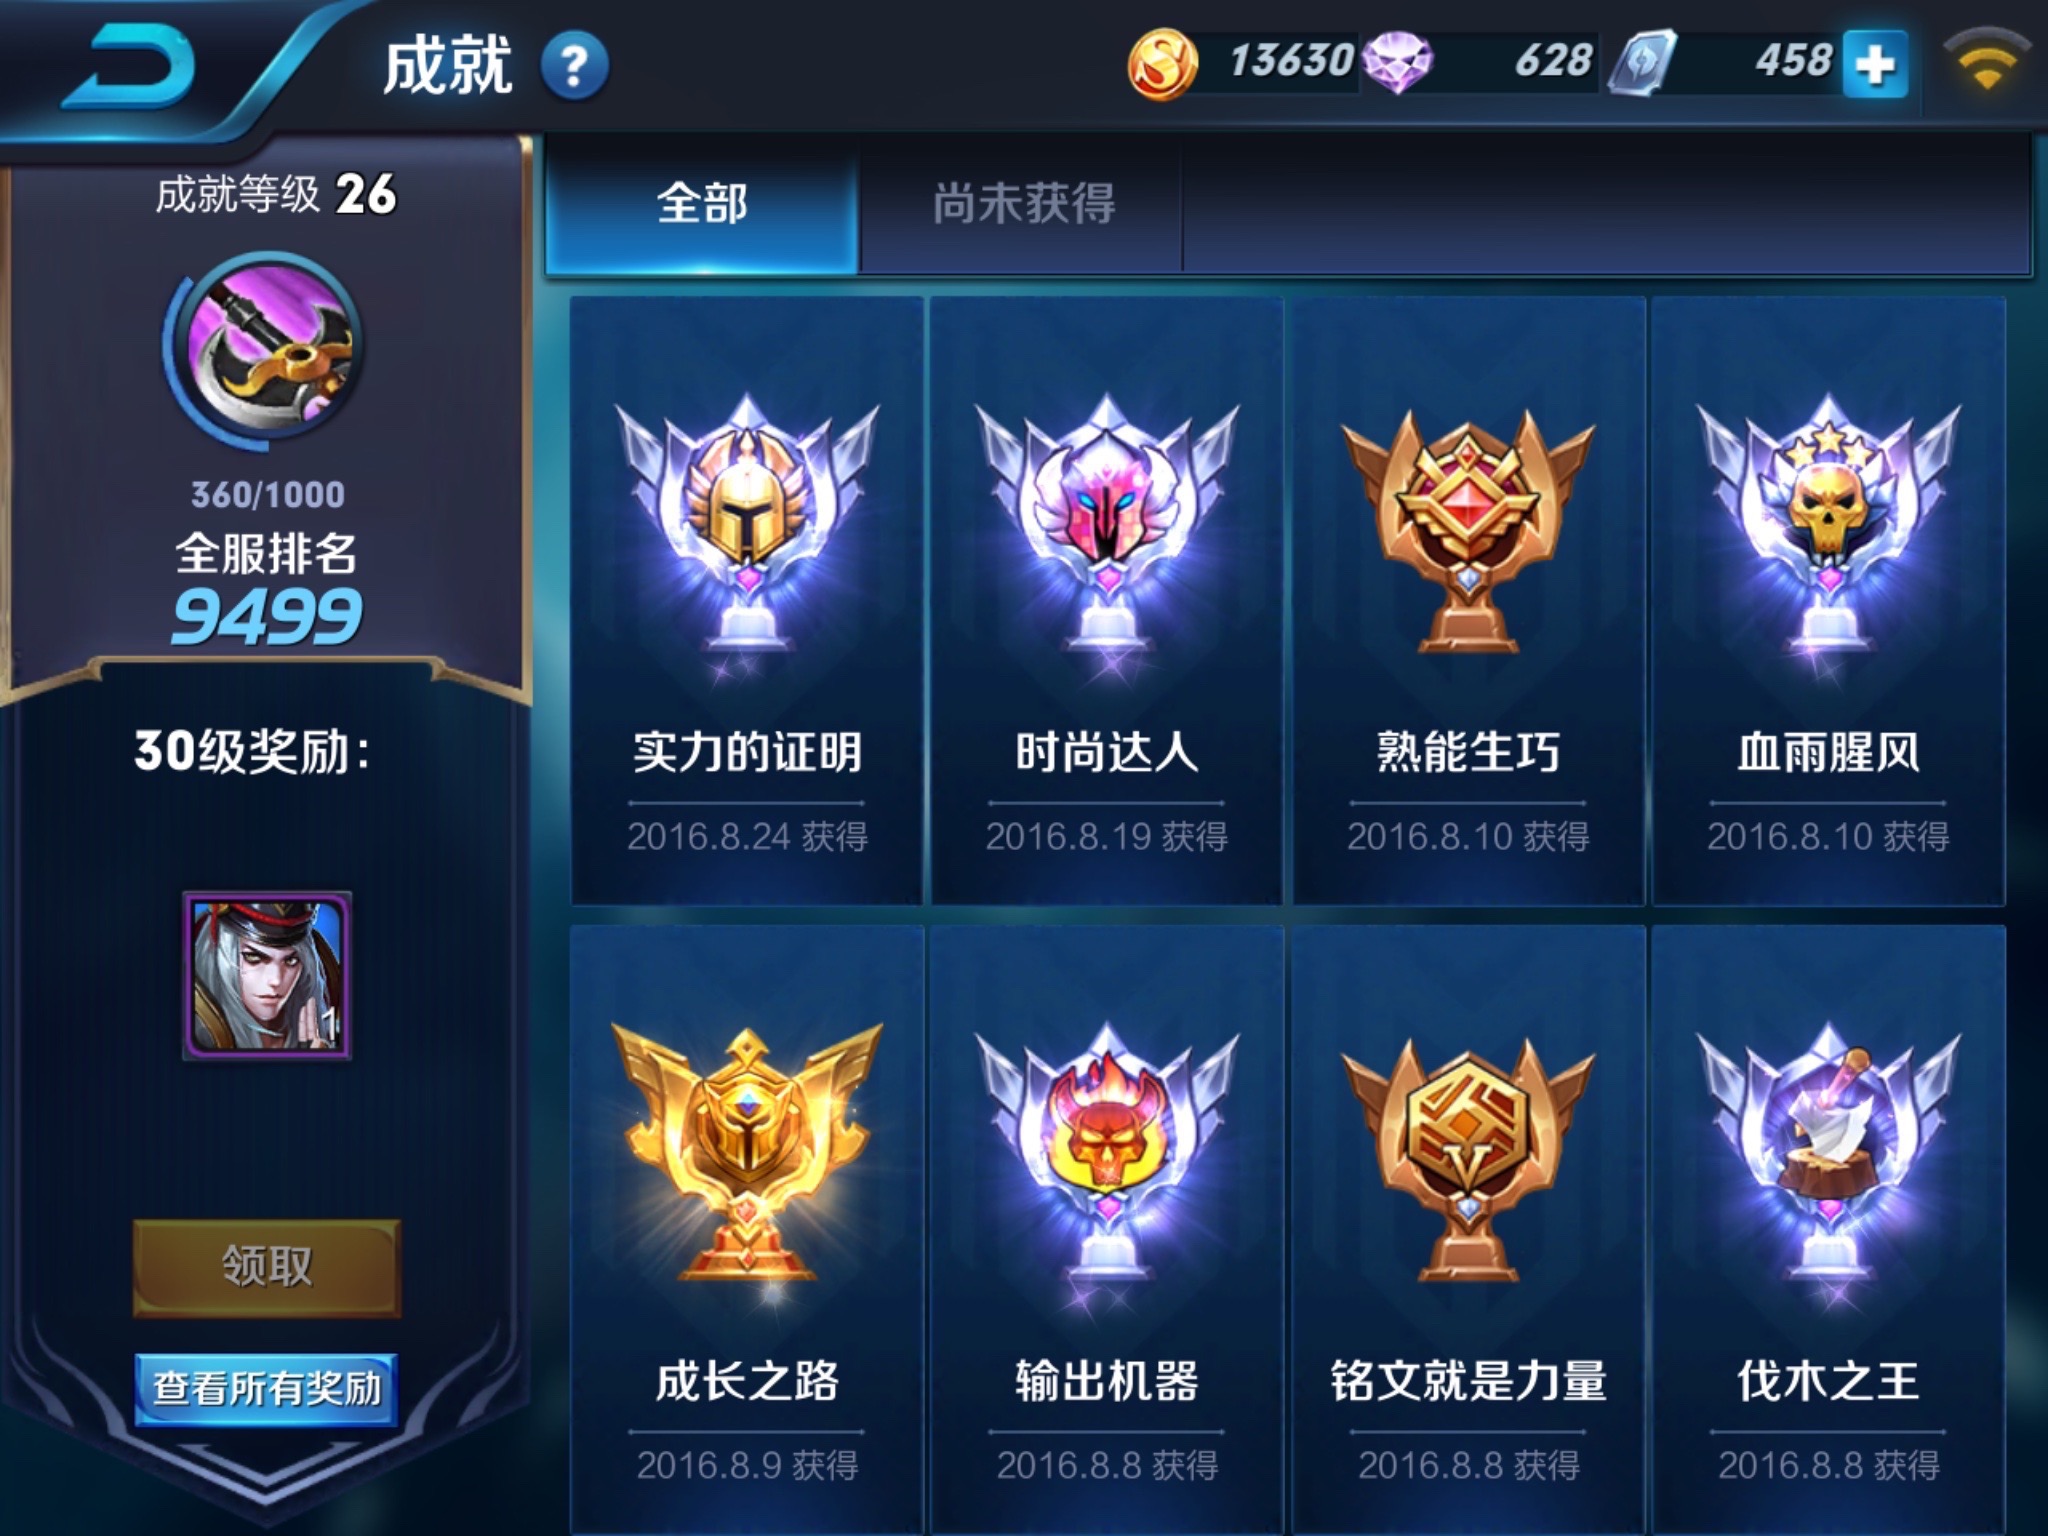 成就 ?
13630 628 458
成就等级 26
360/1000
全服排名
9499
30级奖励：
1
领取
查看所有奖励
全部 尚未获得
实力的证明 时尚达人 熟能生巧 血雨腥风
2016.8.24 获得 2016.8.19 获得 2016.8.10 获得 2016.8.10 获得
V
成长之路 输出机器 铭文就是力量 伐木之王
2016.8.9 获得 2016.8.8 获得 2016.8.8 获得 2016.8.8 获得